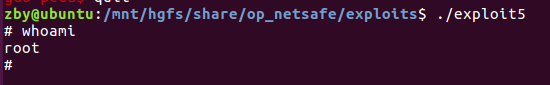 zby@ubuntu:/mnt/hgfs/share/op_netsafe/exploits$ ./exploit5
# whoami
root
#